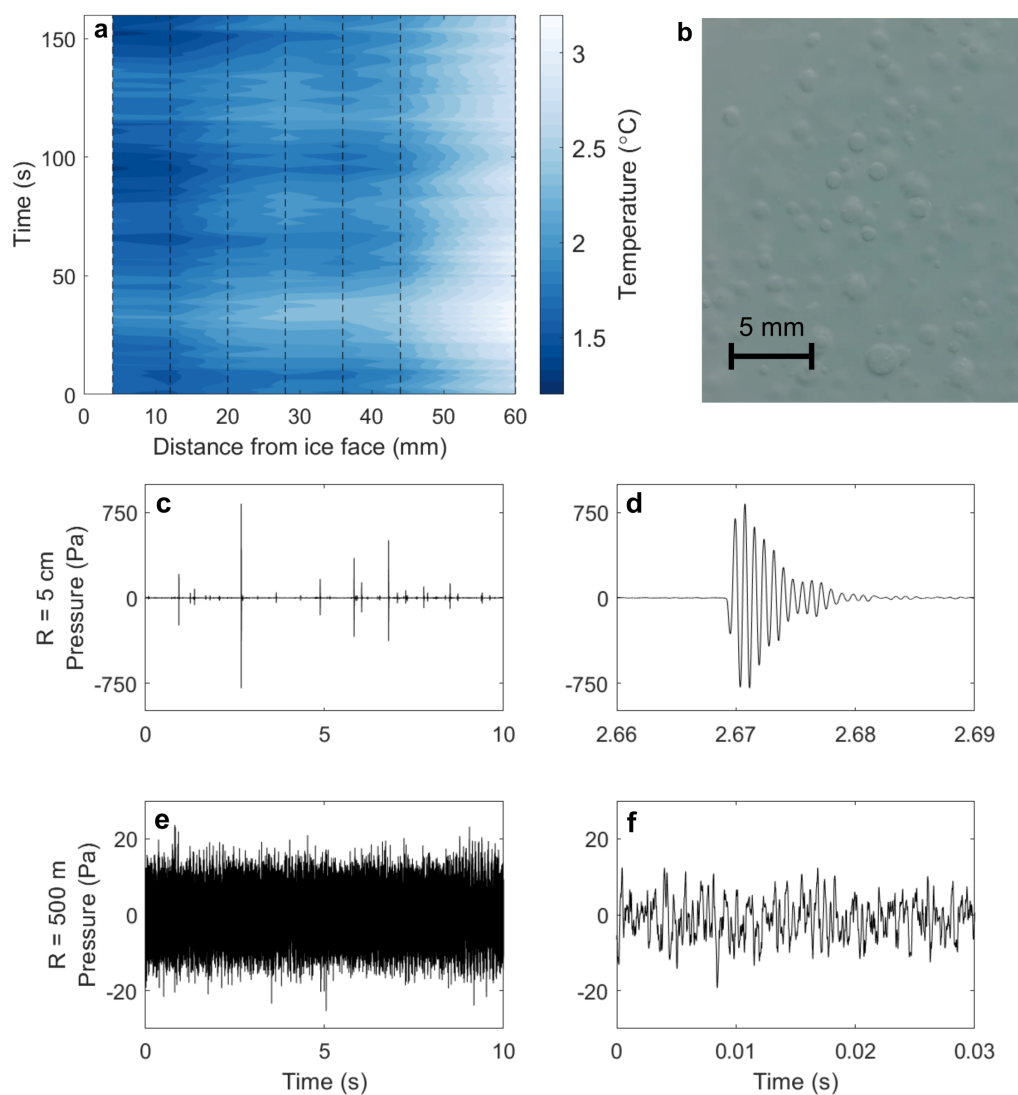 a
150
100
50
0
Time (s)
0 10 20 30 40 50 60
Distance from ice face (mm)
3
2.5
2
1.5
Temperature (°C)
b
5 mm
c
750
0
-750
R = 5 cm
Pressure (Pa)
0 5 10
d
750
0
-750
2.66 2.67 2.68 2.69
e
20
0
-20
R = 500 m
Pressure (Pa)
0 5 10
Time (s)
f
20
0
-20
0 0.01 0.02 0.03
Time (s)